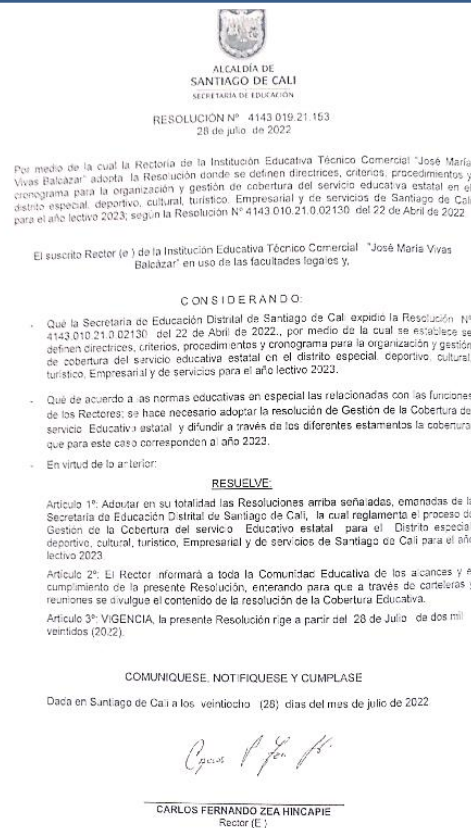 ALCALDÍA DE
SANTIAGO DE CALI
SECRETARÍA DE EDUCACIÓN
RESOLUCIÓN Nº 4143.019.21.153
28 de julio de 2022
Por medio de la cual la Rectoría de la Institución Educativa Técnico Comercial "José María
Vivas Balcázar" adopta la Resolución donde se definen directrices, criterios, procedimientos y
cronograma para la organización y gestión de cobertura del servicio educativa estatal en el
distrito especial, deportivo, cultural, turístico, Empresarial y de servicios de Santiago de Cali
para el año lectivo 2023; según la Resolución Nº 4143.010.21.0.02130 del 22 de Abril de 2022
El suscrito Rector (e ) de la Institución Educativa Técnico Comercial "José María Vivas
Balcázar" en uso de las facultades legales y,
C O N S I D E R A N D O:
- Qué la Secretaria de Educación Distrital de Santiago de Cali expidió la Resolución Nº
4143.010.21.0.02130 del 22 de Abril de 2022., por medio de la cual se establece se
definen directrices, criterios, procedimientos y cronograma para la organización y gestión
de cobertura del servicio educativa estatal en el distrito especial, deportivo, cultural,
turístico, Empresarial y de servicios para el año lectivo 2023.
- Qué de acuerdo a las normas educativas en especial las relacionadas con las funciones
de los Rectores; se hace necesario adoptar la resolución de Gestión de la Cobertura del
servicio Educativo estatal y difundir a través de los diferentes estamentos la cobertura,
que para este caso corresponden al año 2023.
- En virtud de lo anterior:
RESUELVE:
Artículo 1º: Adoptar en su totalidad las Resoluciones arriba señaladas, emanadas de la
Secretaria de Educación Distrital de Santiago de Cali, la cual reglamenta el proceso de
Gestión de la Cobertura del servicio Educativo estatal para el Distrito especial,
deportivo, cultural, turístico, Empresarial y de servicios de Santiago de Cali para el año
lectivo 2023.
Artículo 2º: El Rector informará a toda la Comunidad Educativa de los alcances y el
cumplimiento de la presente Resolución, enterando para que a través de carteleras y
reuniones se divulgue el contenido de la resolución de la Cobertura Educativa.
Artículo 3º: VIGENCIA, la presente Resolución rige a partir del 28 de Julio de dos mil
veintidos (2022).
COMUNIQUESE, NOTIFIQUESE Y CUMPLASE
Dada en Santiago de Cali a los veintiocho (28) días del mes de julio de 2022
CARLOS FERNANDO ZEA HINCAPIE
Rector (E )